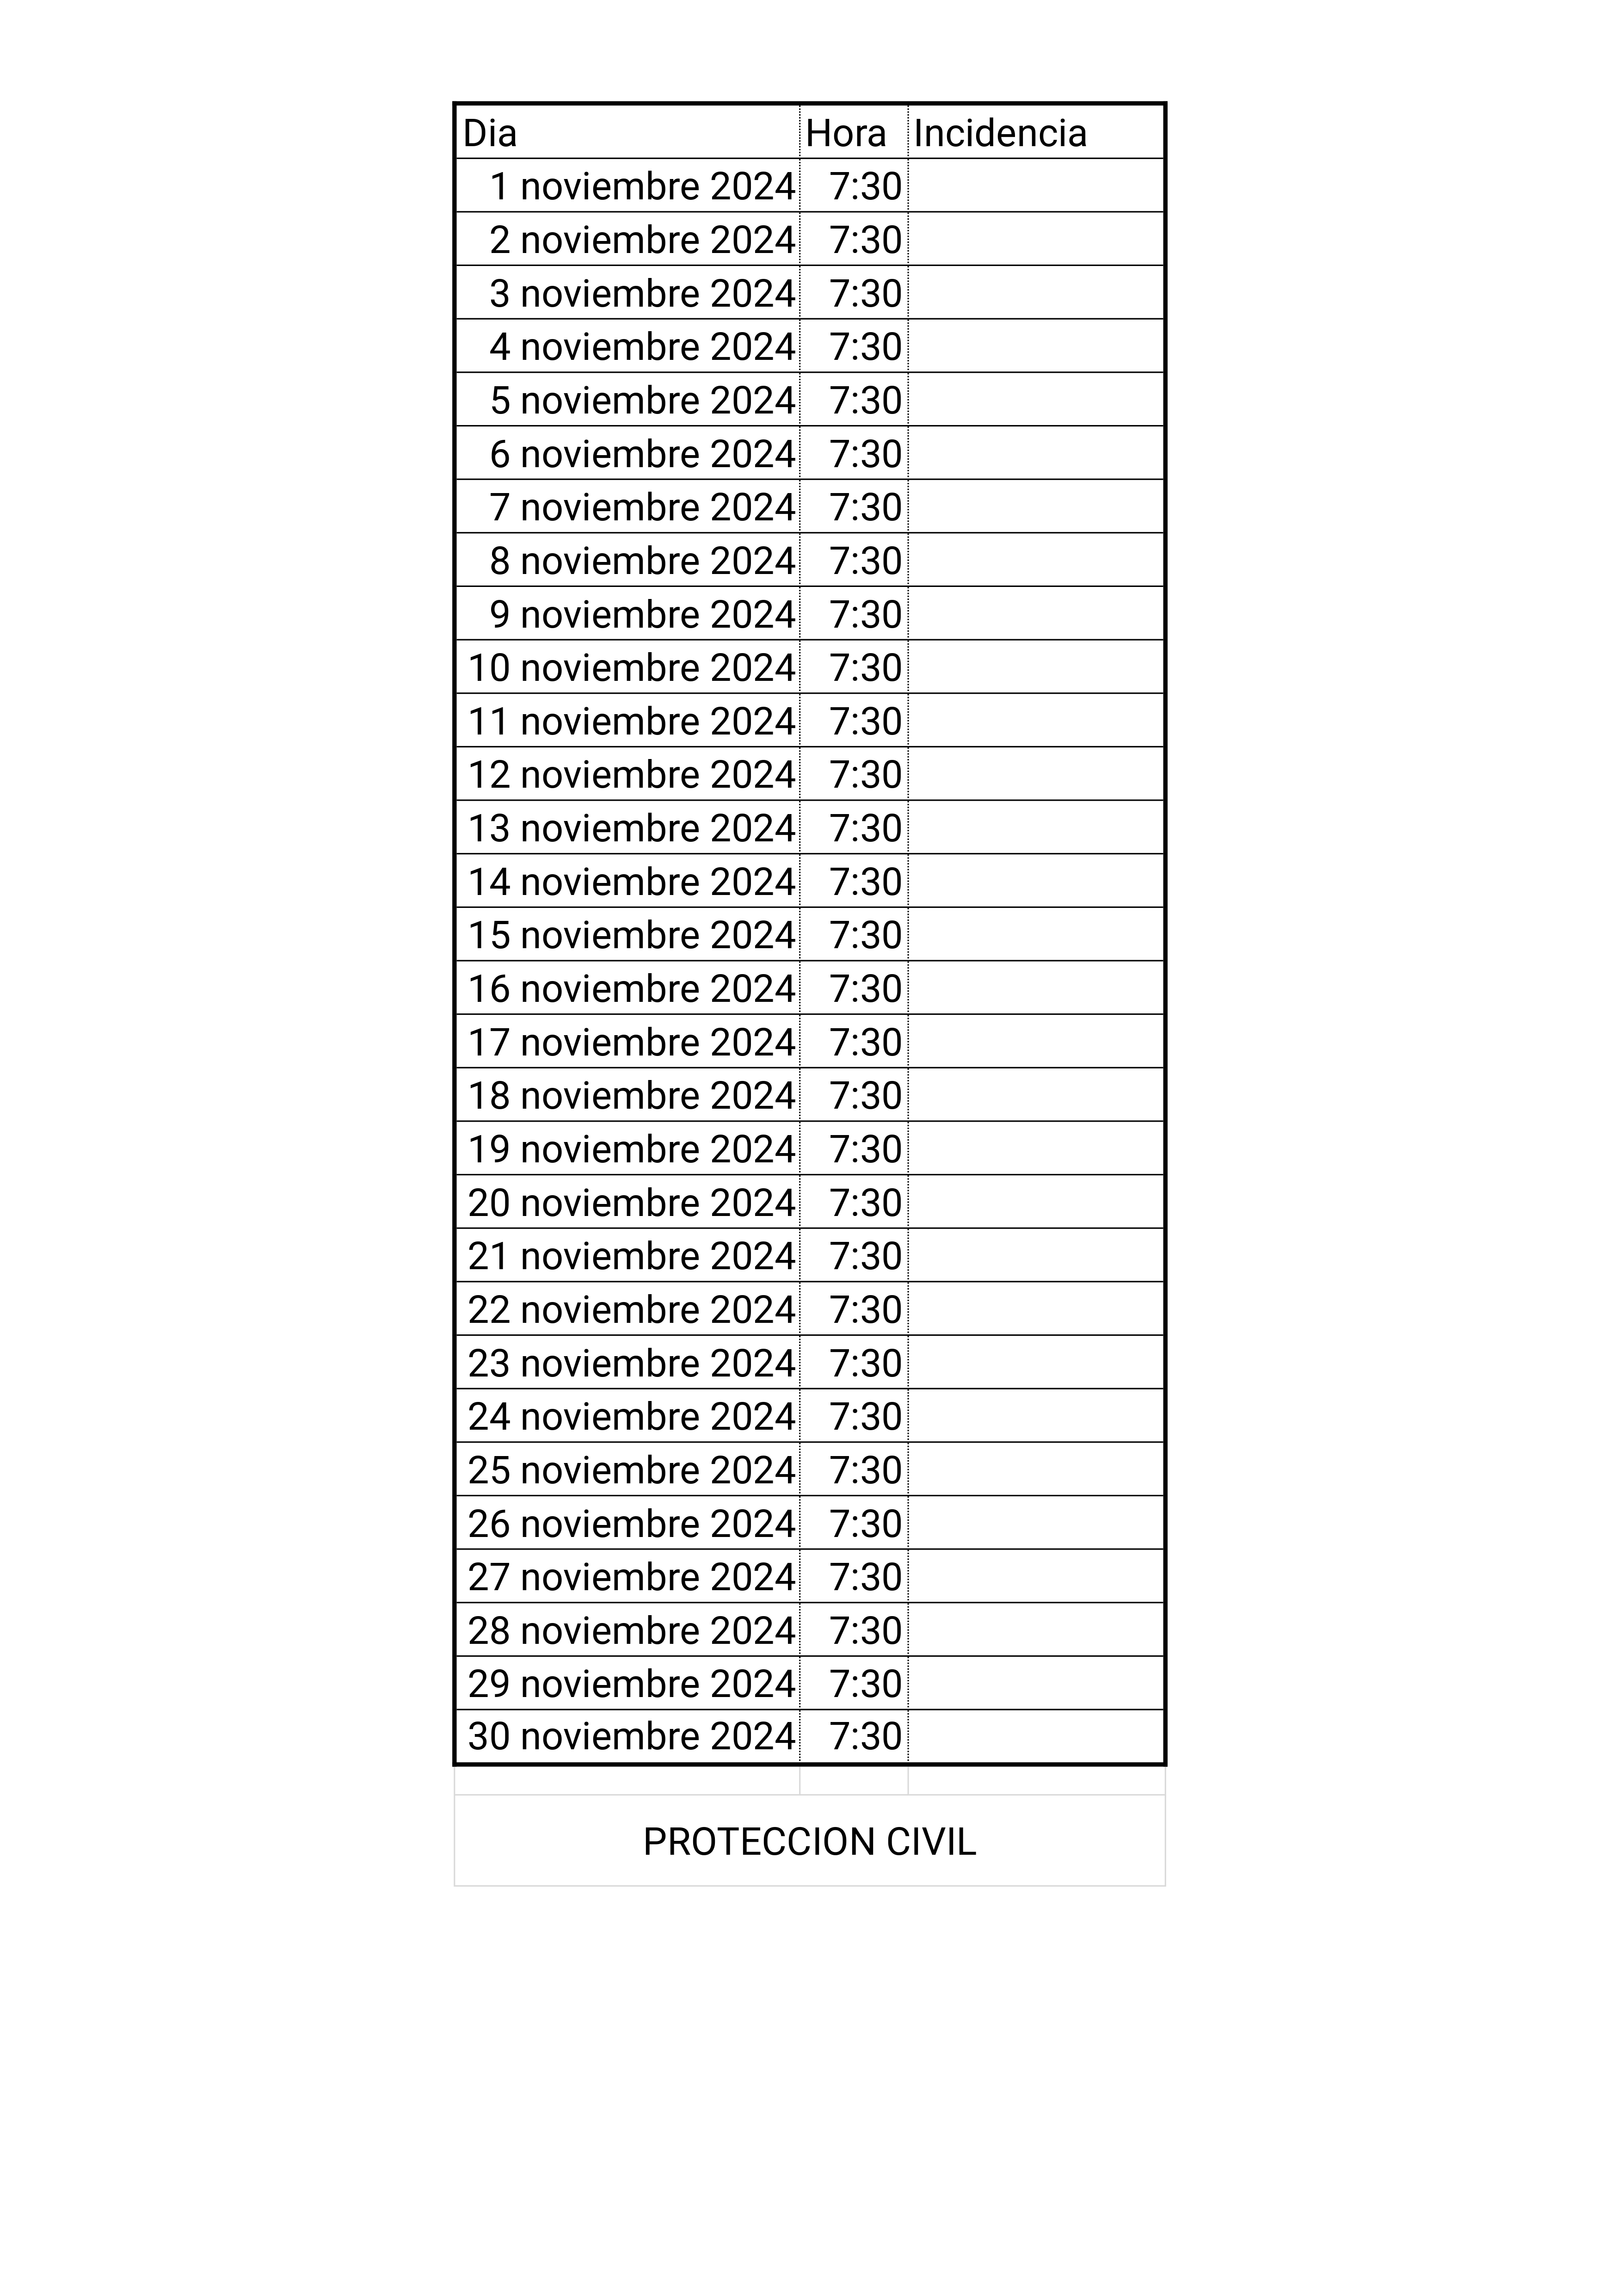 Dia Hora Incidencia
1 noviembre 2024 7:30
2 noviembre 2024 7:30
3 noviembre 2024 7:30
4 noviembre 2024 7:30
5 noviembre 2024 7:30
6 noviembre 2024 7:30
7 noviembre 2024 7:30
8 noviembre 2024 7:30
9 noviembre 2024 7:30
10 noviembre 2024 7:30
11 noviembre 2024 7:30
12 noviembre 2024 7:30
13 noviembre 2024 7:30
14 noviembre 2024 7:30
15 noviembre 2024 7:30
16 noviembre 2024 7:30
17 noviembre 2024 7:30
18 noviembre 2024 7:30
19 noviembre 2024 7:30
20 noviembre 2024 7:30
21 noviembre 2024 7:30
22 noviembre 2024 7:30
23 noviembre 2024 7:30
24 noviembre 2024 7:30
25 noviembre 2024 7:30
26 noviembre 2024 7:30
27 noviembre 2024 7:30
28 noviembre 2024 7:30
29 noviembre 2024 7:30
30 noviembre 2024 7:30
PROTECCION CIVIL